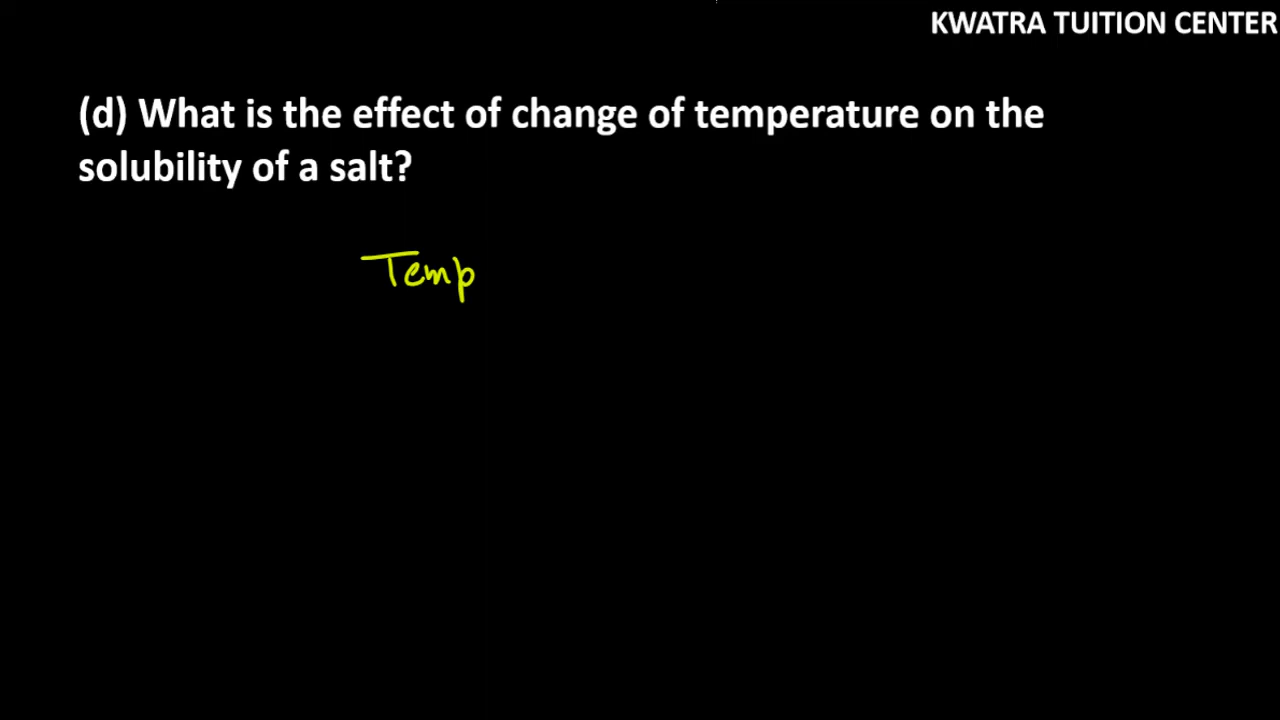 KWATRA TUITION CENTER
(d) What is the effect of change of temperature on the
solubility of a salt?
Temp